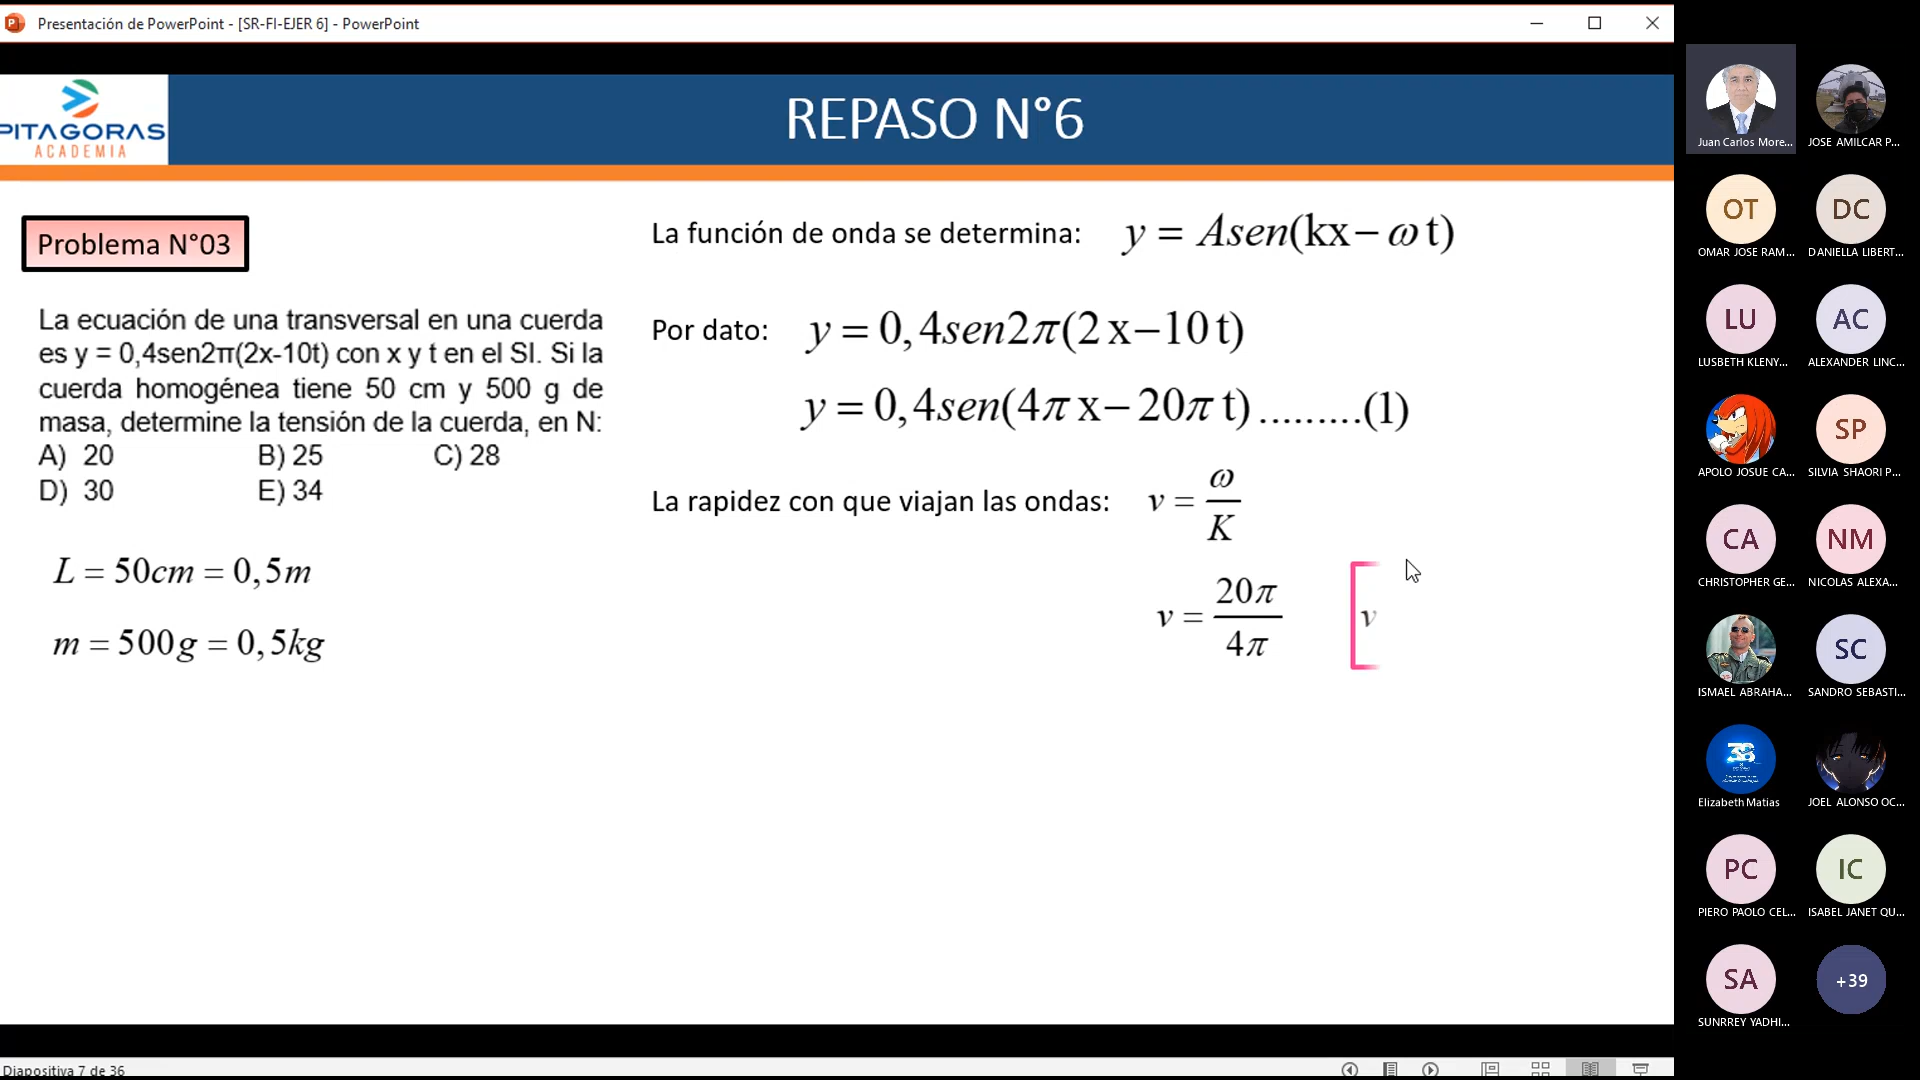 Presentación de PowerPoint - [SR-FI-EJER 6] - PowerPoint
PITAGORAS
ACADEMIA
REPASO N°6
Problema N°03
La ecuación de una transversal en una cuerda
es y = 0,4sen2π(2x-10t) con x y t en el SI. Si la
cuerda homogénea tiene 50 cm y 500 g de
masa, determine la tensión de la cuerda, en N:
A) 20 B) 25 C) 28
D) 30 E) 34
L = 50cm = 0,5m
m = 500g = 0,5kg
La función de onda se determina: y = Asen(kx − ω t)
Por dato: y = 0,4sen2π(2x−10t)
y = 0,4sen(4π x− 20π t).........(1)
La rapidez con que viajan las ondas: v = ω/K
v = 20π/4π v
Juan Carlos More...
JOSE AMILCAR P...
OT
OMAR JOSE RAM...
DC
DANIELLA LIBERT...
LU
LUSBETH KLENY...
AC
ALEXANDER LINC...
APOLO JOSUE CA...
SP
SILVIA SHAORI P...
CA
CHRISTOPHER GE...
NM
NICOLAS ALEXA...
ISMAEL ABRAHA...
SC
SANDRO SEBASTI...
Elizabeth Matias
JOEL ALONSO OC...
PC
PIERO PAOLO CEL...
IC
ISABEL JANET QU...
SA
SUNRREY YADHI...
+39
Diapositiva 7 de 36